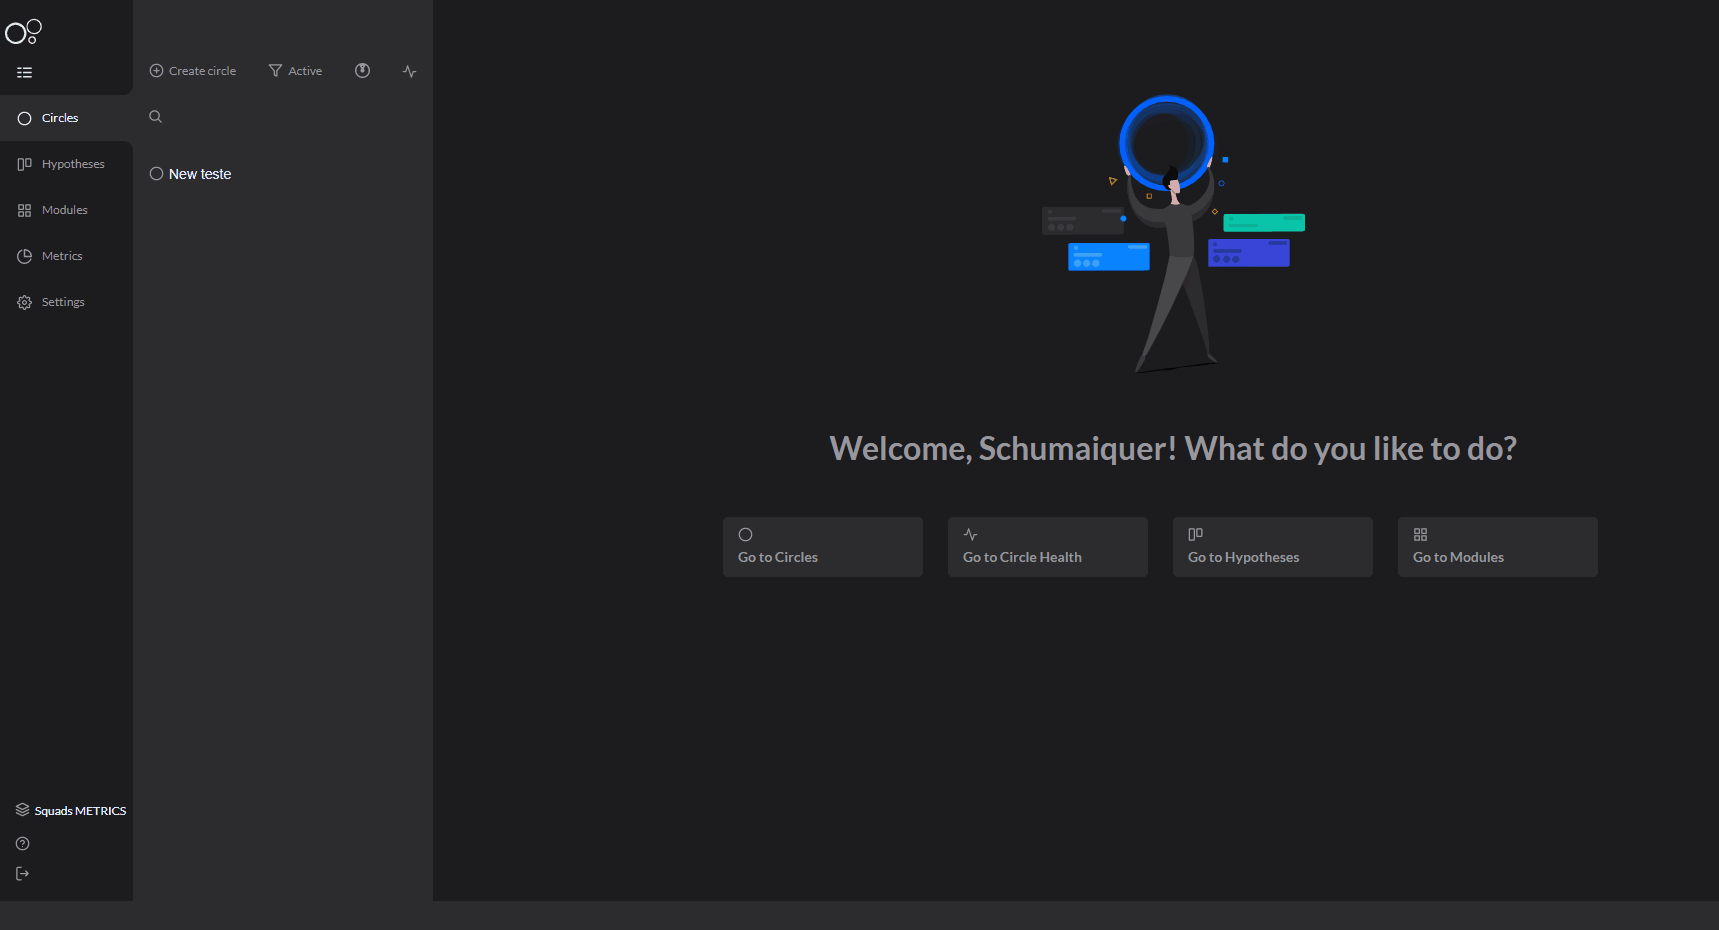 Create circle
Active
Circles
Hypotheses
New teste
Modules
Metrics
Settings
Welcome, Schumaiquer! What do you like to do?
Go to Circles
Go to Circle Health
Go to Hypotheses
Go to Modules
Squads METRICS